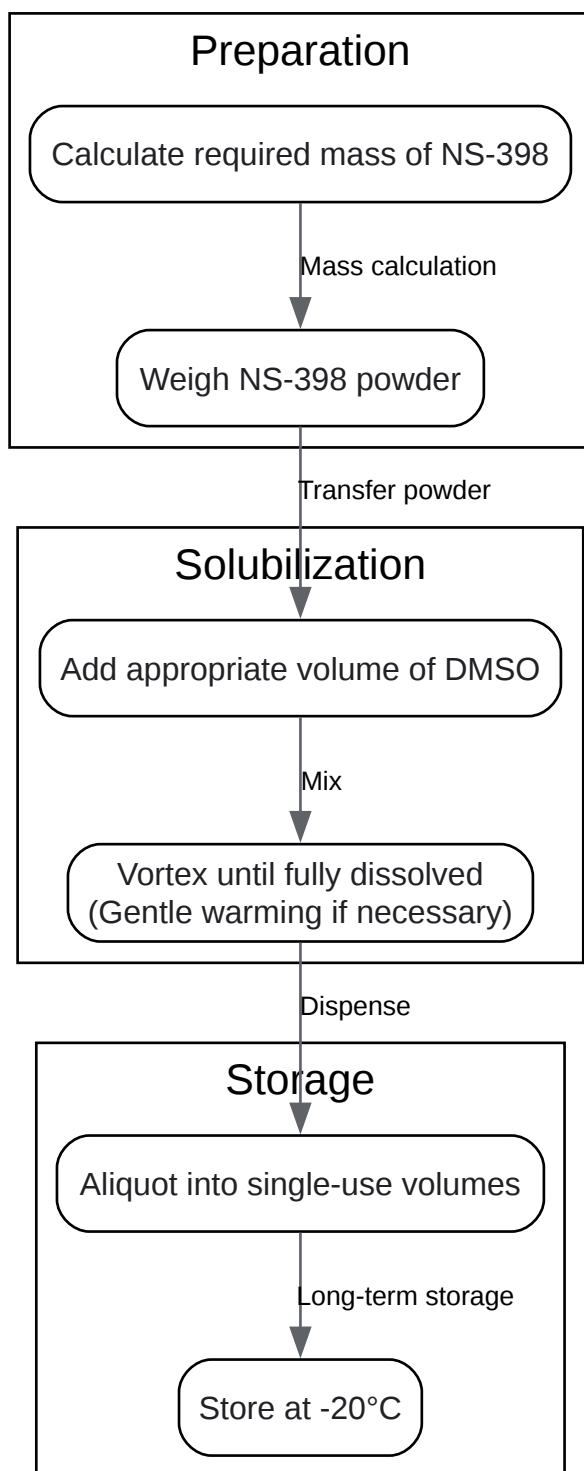 Preparation
Calculate required mass of NS-398
Mass calculation
Weigh NS-398 powder
Transfer powder
Solubilization
Add appropriate volume of DMSO
Mix
Vortex until fully dissolved
(Gentle warming if necessary)
Dispense
Storage
Aliquot into single-use volumes
Long-term storage
Store at -20°C